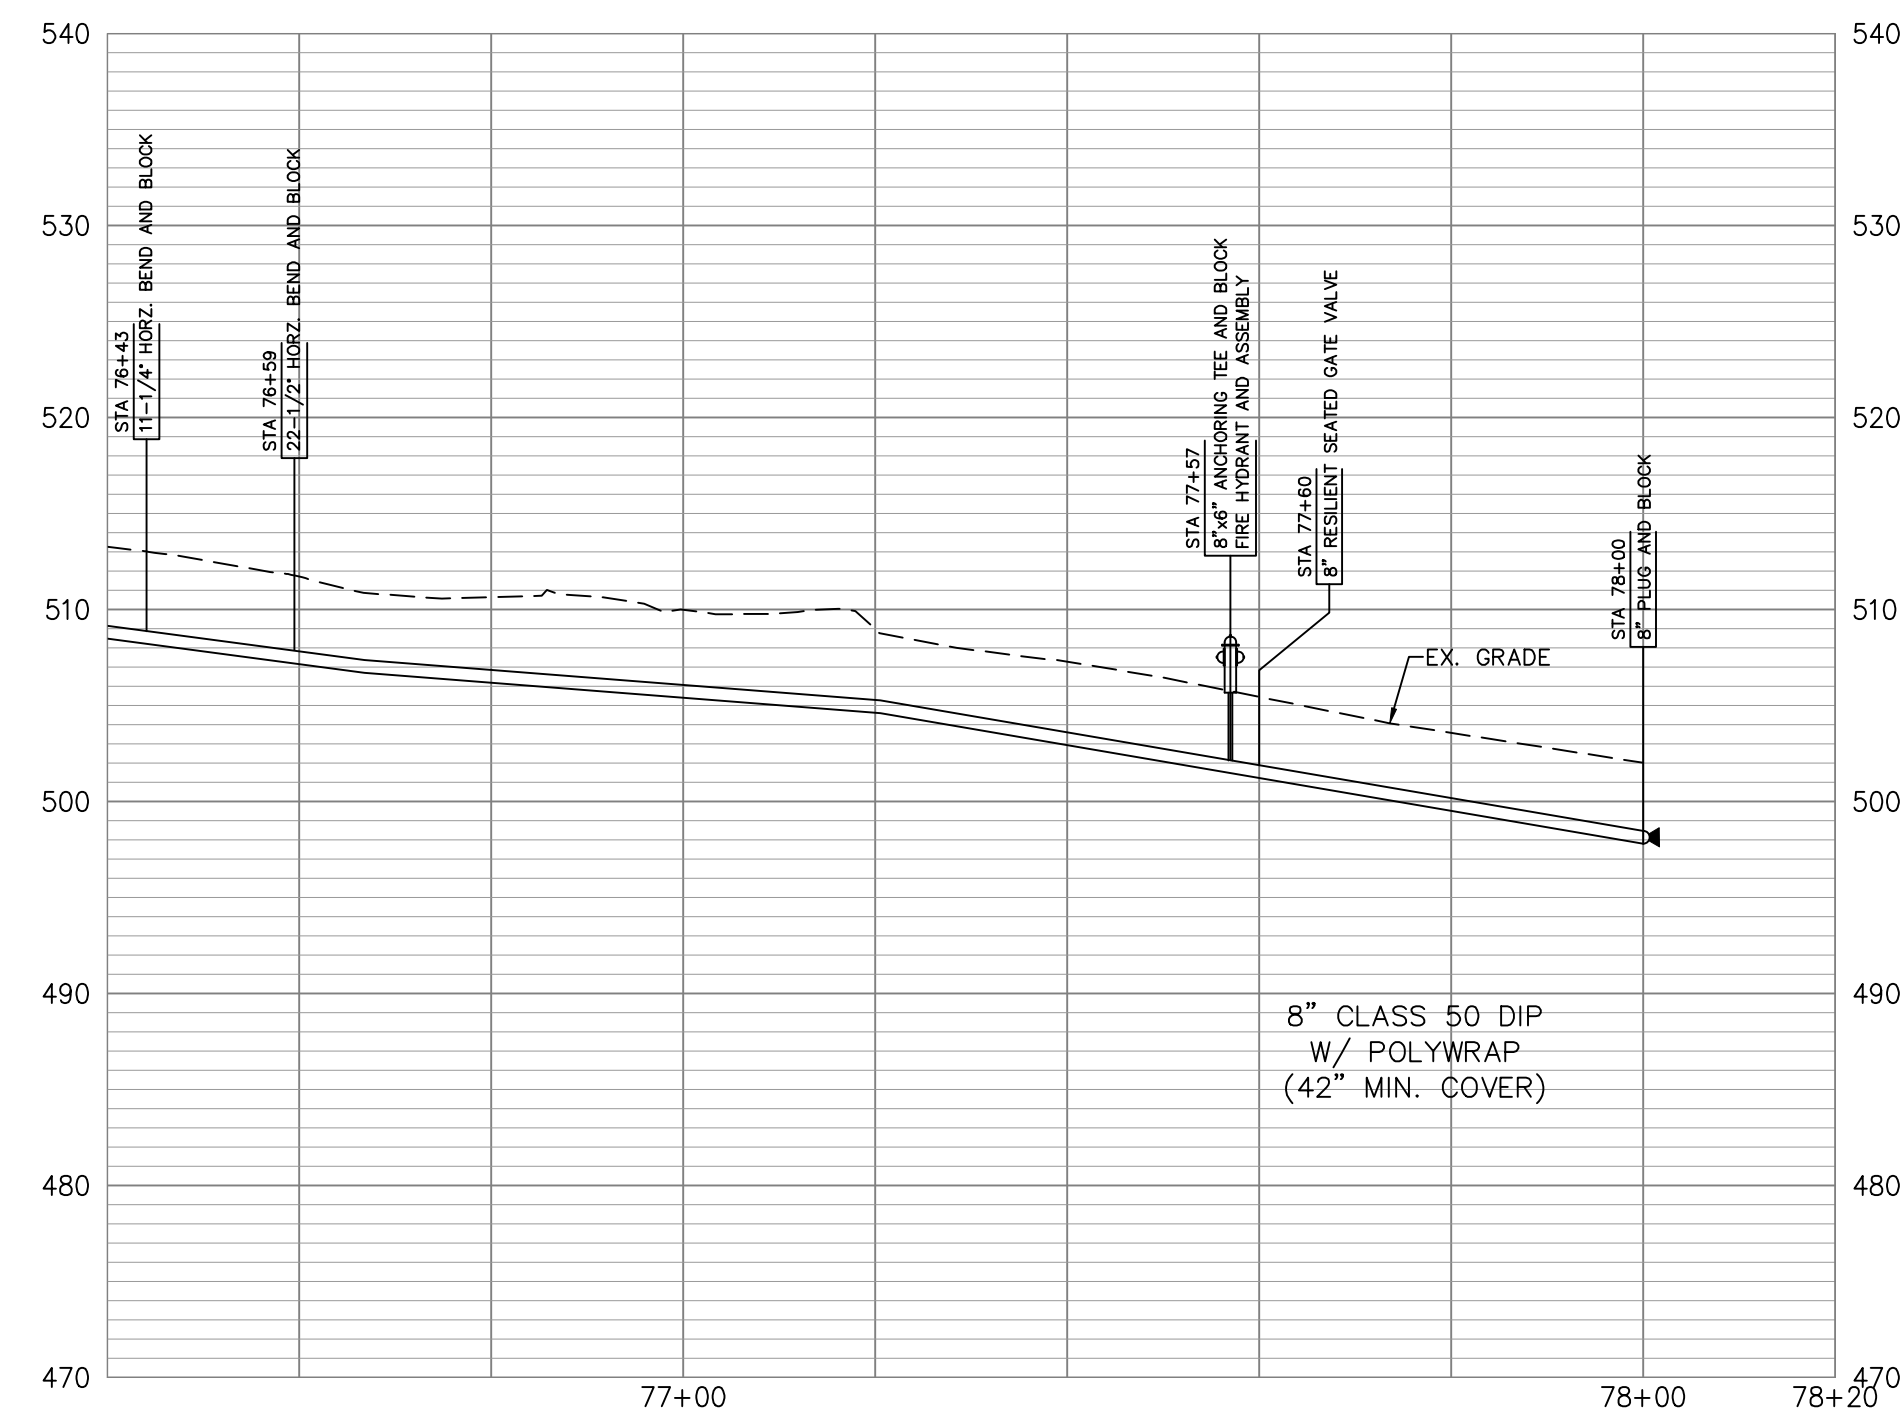 540
530
520
510
500
490
480
470
STA 76+43
11-1/4° HORZ. BEND AND BLOCK
STA 76+59
22-1/2° HORZ. BEND AND BLOCK
STA 77+57
8"x6" ANCHORING TEE AND BLOCK
FIRE HYDRANT AND ASSEMBLY
STA 77+60
8" RESILIENT SEATED GATE VALVE
STA 78+00
8" PLUG AND BLOCK
EX. GRADE
8" CLASS 50 DIP
W/ POLYWRAP
(42" MIN. COVER)
540
530
520
510
500
490
480
470
77+00
78+00
78+20